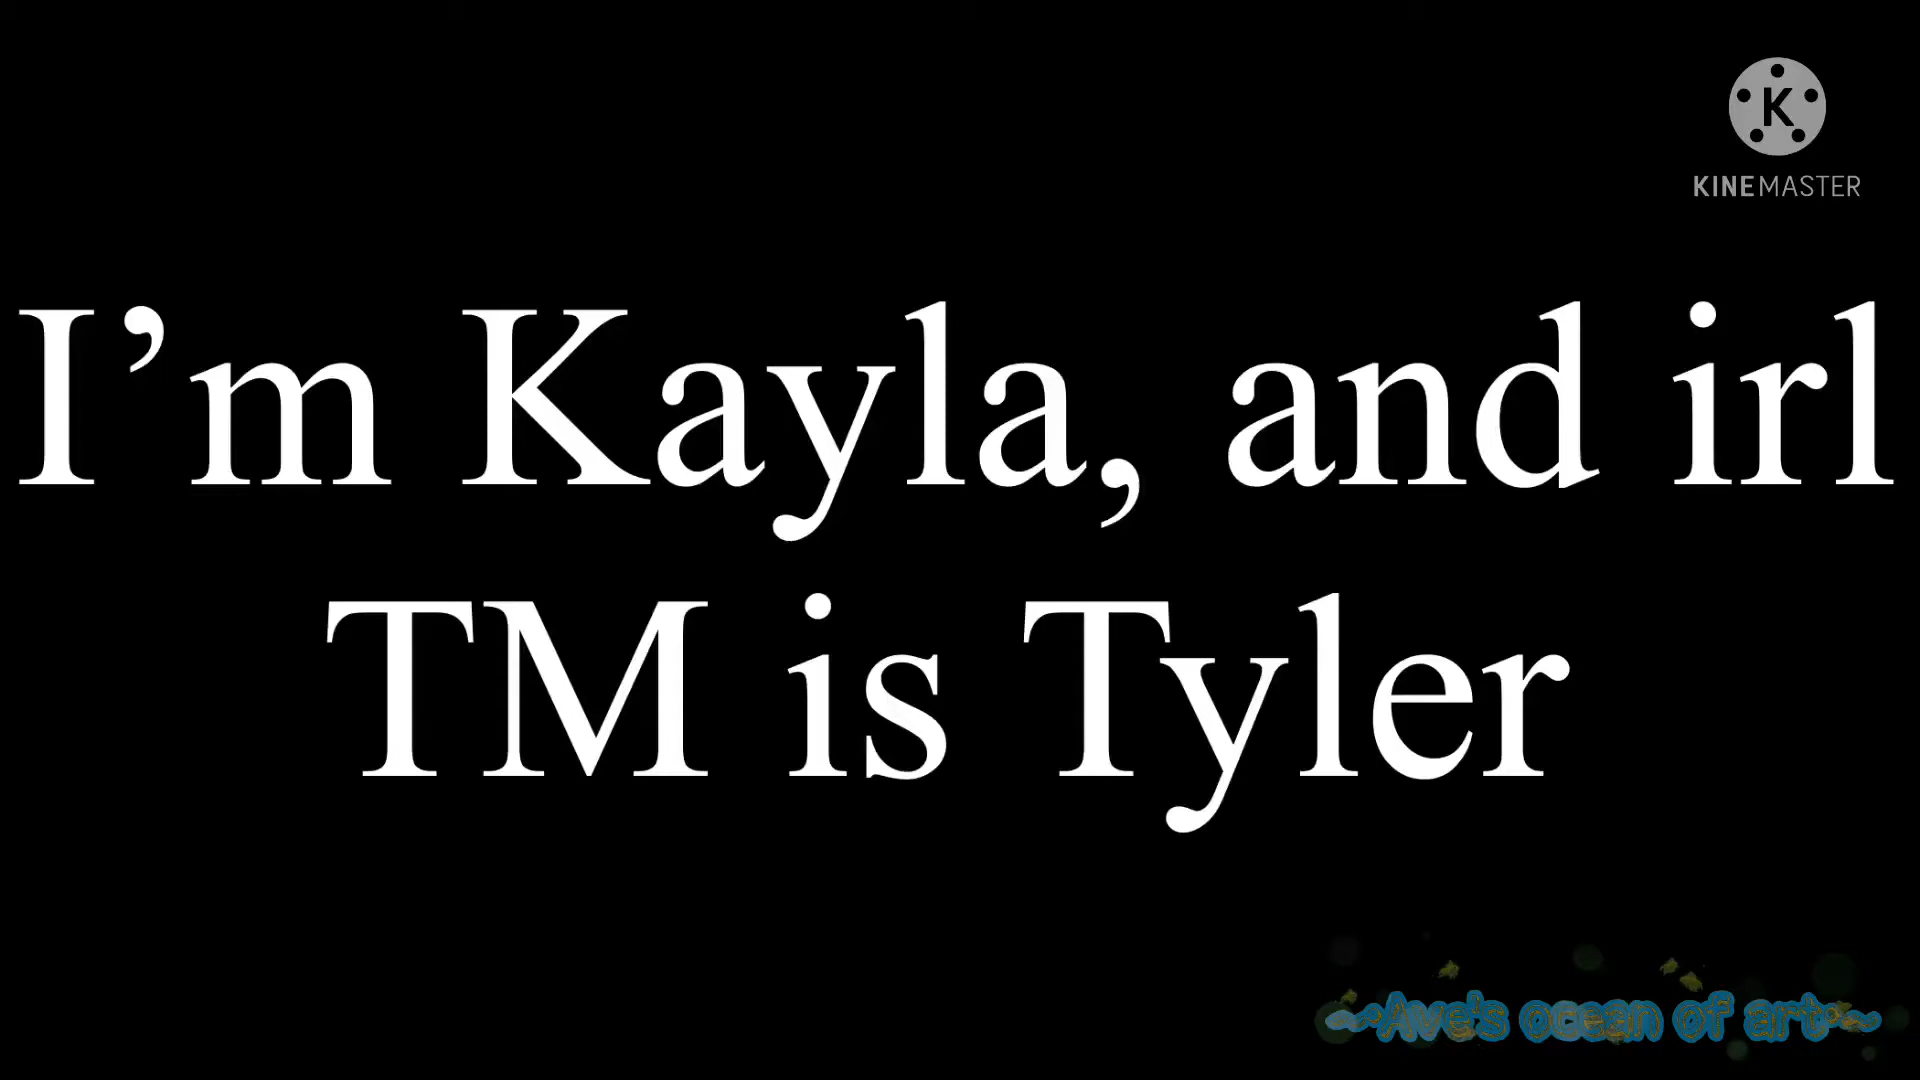 K
KINEMASTER
I’m Kayla, and irl
TM is Tyler
~Ave's ocean of art~